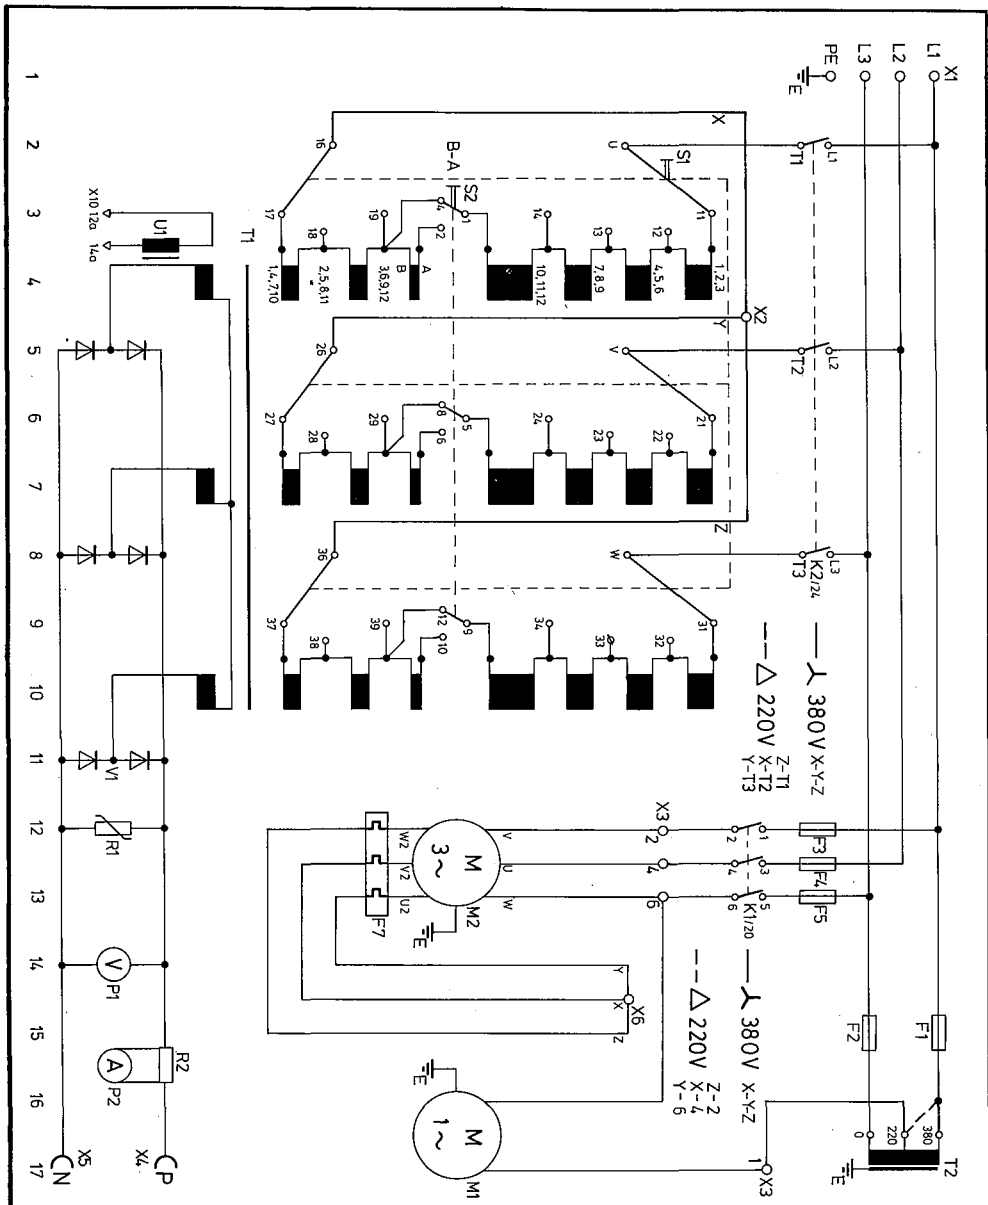 X1
L1
L2
L3
PE
E
1
2
3
4
5
6
7
8
9
10
11
12
13
14
15
16
17
L1
T1
L2
T2
L3
T3
K2/24
X
U
S1
16
B-A
S2
17
18
19
4
1
2
14
13
12
11
A
B
1,4,7,10
2,5,8,11
3,6,9,12
10,11,12
7,8,9
4,5,6
1,2,3
X10 12a
14a
U1
T1
X2
Y
V
26
27
28
29
8
5
6
24
23
22
21
Z
W
36
37
38
39
12
9
10
34
33
32
31
380V X-Y-Z
220V
Z-T1
X-T2
Y-T3
V1
R1
F3
F4
F5
1
3
5
2
4
6
K1/20
X3
2
4
6
V
U
W
M
3~
M2
E
W2
V2
U2
F7
Y
X
Z
X6
380V X-Y-Z
220V
Z-2
X-4
Y-6
F1
F2
V
P1
A
P2
R2
E
M
1~
M1
1
X3
380
220
0
T2
E
X4
P
X5
N